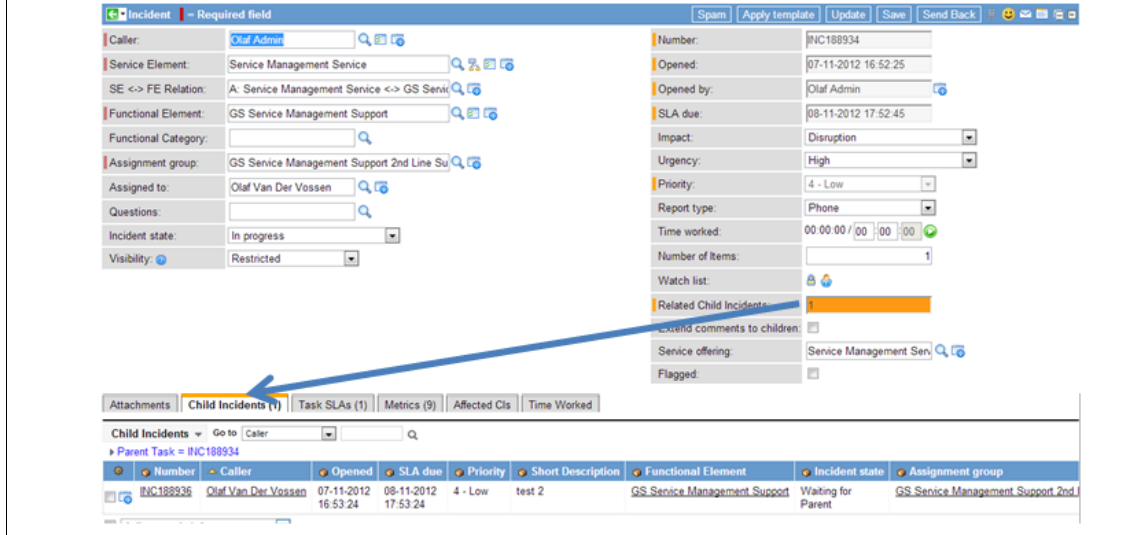 Incident = Required field
Spam Apply template Update Save Send Back
Caller: Olaf Admin
Service Element: Service Management Service
SE <-> FE Relation: A: Service Management Service <-> GS Servic
Functional Element: GS Service Management Support
Functional Category:
Assignment group: GS Service Management Support 2nd Line Su
Assigned to: Olaf Van Der Vossen
Questions:
Incident state: In progress
Visibility: Restricted
Number: INC188934
Opened: 07-11-2012 16:52:25
Opened by: Olaf Admin
SLA due: 08-11-2012 17:52:45
Impact: Disruption
Urgency: High
Priority: 4 - Low
Report type: Phone
Time worked: 00:00:00 / 00 :00 :00
Number of Items: 1
Watch list:
Related Child Incidents: 1
Extend comments to children:
Service offering: Service Management Serv
Flagged:
Attachments Child Incidents (1) Task SLAs (1) Metrics (9) Affected CIs Time Worked
Child Incidents Go to Caller
Parent Task = INC188934
Number Caller Opened SLA due Priority Short Description Functional Element Incident state Assignment group
INC188936 Olaf Van Der Vossen 07-11-2012 08-11-2012 4 - Low test 2 GS Service Management Support Waiting for GS Service Management Support 2nd
16:53:24 17:53:24 Parent